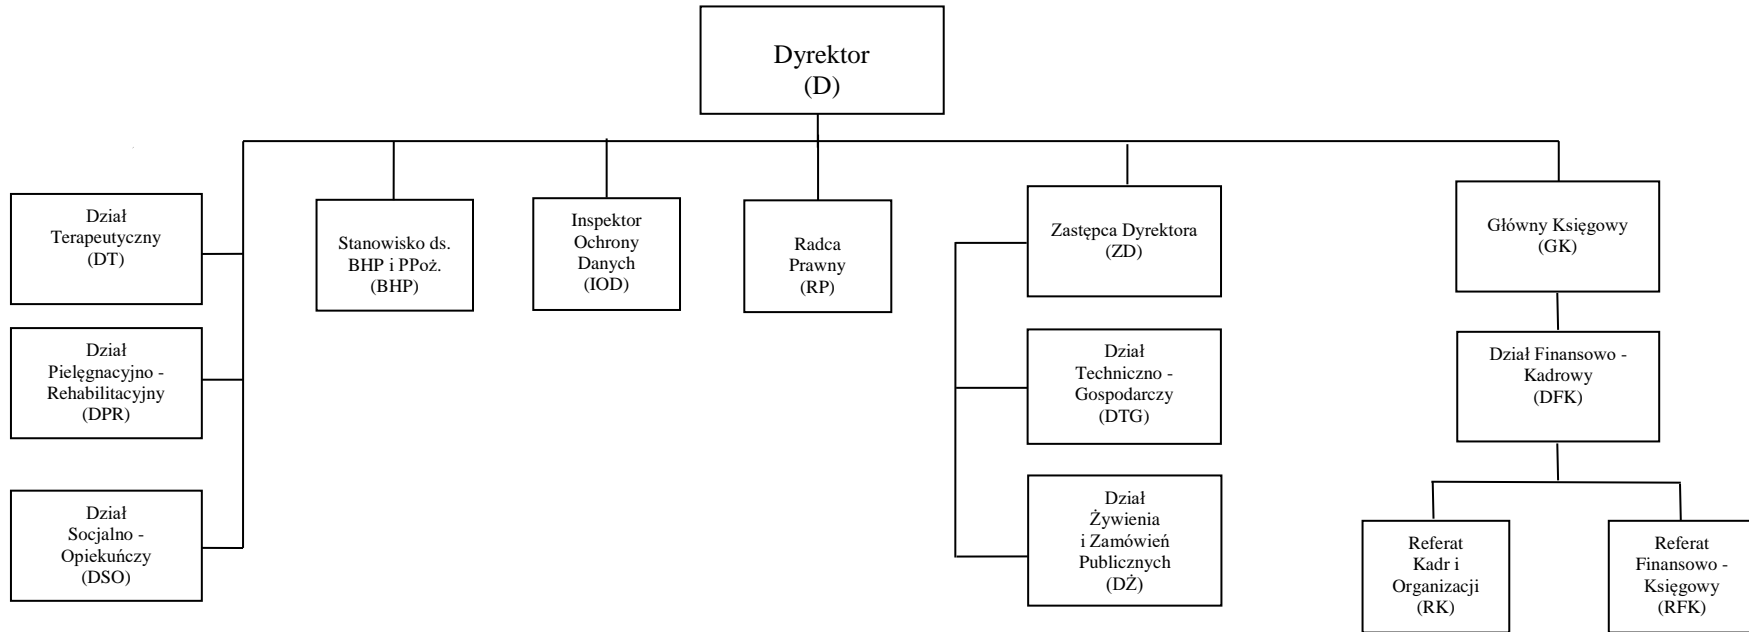 Dyrektor
(D)
Dział
Terapeutyczny
(DT)
Stanowisko ds.
BHP i PPoż.
(BHP)
Inspektor
Ochrony
Danych
(IOD)
Radca
Prawny
(RP)
Zastępca Dyrektora
(ZD)
Główny Księgowy
(GK)
Dział
Pielęgnacyjno -
Rehabilitacyjny
(DPR)
Dział
Techniczno -
Gospodarczy
(DTG)
Dział Finansowo -
Kadrowy
(DFK)
Dział
Socjalno -
Opiekuńczy
(DSO)
Dział
Żywienia
i Zamówień
Publicznych
(DŻ)
Referat
Kadr i
Organizacji
(RK)
Referat
Finansowo -
Księgowy
(RFK)